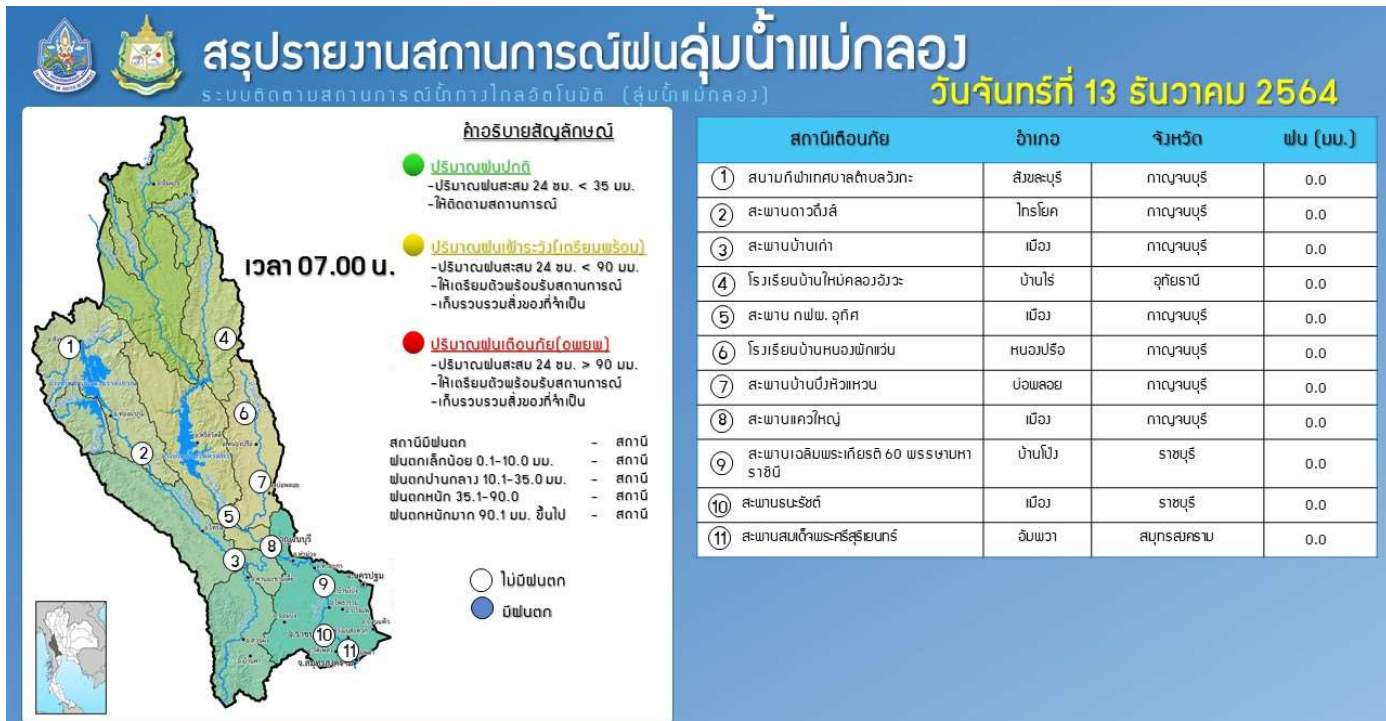 สรุปรายงานสถานการณ์ฝนลุ่มน้ำแม่กลอง
ระบบติดตามสถานการณ์น้ำทางไกลอัตโนมัติ (ลุ่มน้ำแม่กลอง)
วันจันทร์ที่ 13 ธันวาคม 2564
เวลา 07.00 น.
คำอธิบายสัญลักษณ์
ปริมาณฝนปกติ
-ปริมาณฝนสะสม 24 ชม. < 35 มม.
-ให้ติดตามสถานการณ์
ปริมาณฝนเฝ้าระวัง(เตรียมพร้อม)
-ปริมาณฝนสะสม 24 ชม. < 90 มม.
-ให้เตรียมตัวพร้อมรับสถานการณ์
-เก็บรวบรวมสิ่งของที่จำเป็น
ปริมาณฝนเตือนภัย(อพยพ)
-ปริมาณฝนสะสม 24 ชม. > 90 มม.
-ให้เตรียมตัวพร้อมรับสถานการณ์
-เก็บรวบรวมสิ่งของที่จำเป็น
สถานีมีฝนตก - สถานี
ฝนตกเล็กน้อย 0.1-10.0 มม. - สถานี
ฝนตกปานกลาง 10.1-35.0 มม. - สถานี
ฝนตกหนัก 35.1-90.0 - สถานี
ฝนตกหนักมาก 90.1 มม. ขึ้นไป - สถานี
ไม่มีฝนตก
มีฝนตก
1
4
6
2
7
5
8
3
9
10
11
สถานีเตือนภัย อำเภอ จังหวัด ฝน (มม.)
1 สนามกีฬาเทศบาลตำบลวังกะ สังขละบุรี กาญจนบุรี 0.0
2 สะพานดาวดึงส์ ไทรโยค กาญจนบุรี 0.0
3 สะพานบ้านเก่า เมือง กาญจนบุรี 0.0
4 โรงเรียนบ้านใหม่คลองอังวะ บ้านไร่ อุทัยธานี 0.0
5 สะพาน กฟผ. อุทิศ เมือง กาญจนบุรี 0.0
6 โรงเรียนบ้านหนองผักแว่น หนองปรือ กาญจนบุรี 0.0
7 สะพานบ้านบึงหัวแหวน บ่อพลอย กาญจนบุรี 0.0
8 สะพานแควใหญ่ เมือง กาญจนบุรี 0.0
9 สะพานเฉลิมพระเกียรติ 60 พรรษามหา
ราชินี บ้านโป่ง ราชบุรี 0.0
10 สะพานธนะรัชต์ เมือง ราชบุรี 0.0
11 สะพานสมเด็จพระศรีสุริเยนทร์ อัมพวา สมุทรสงคราม 0.0